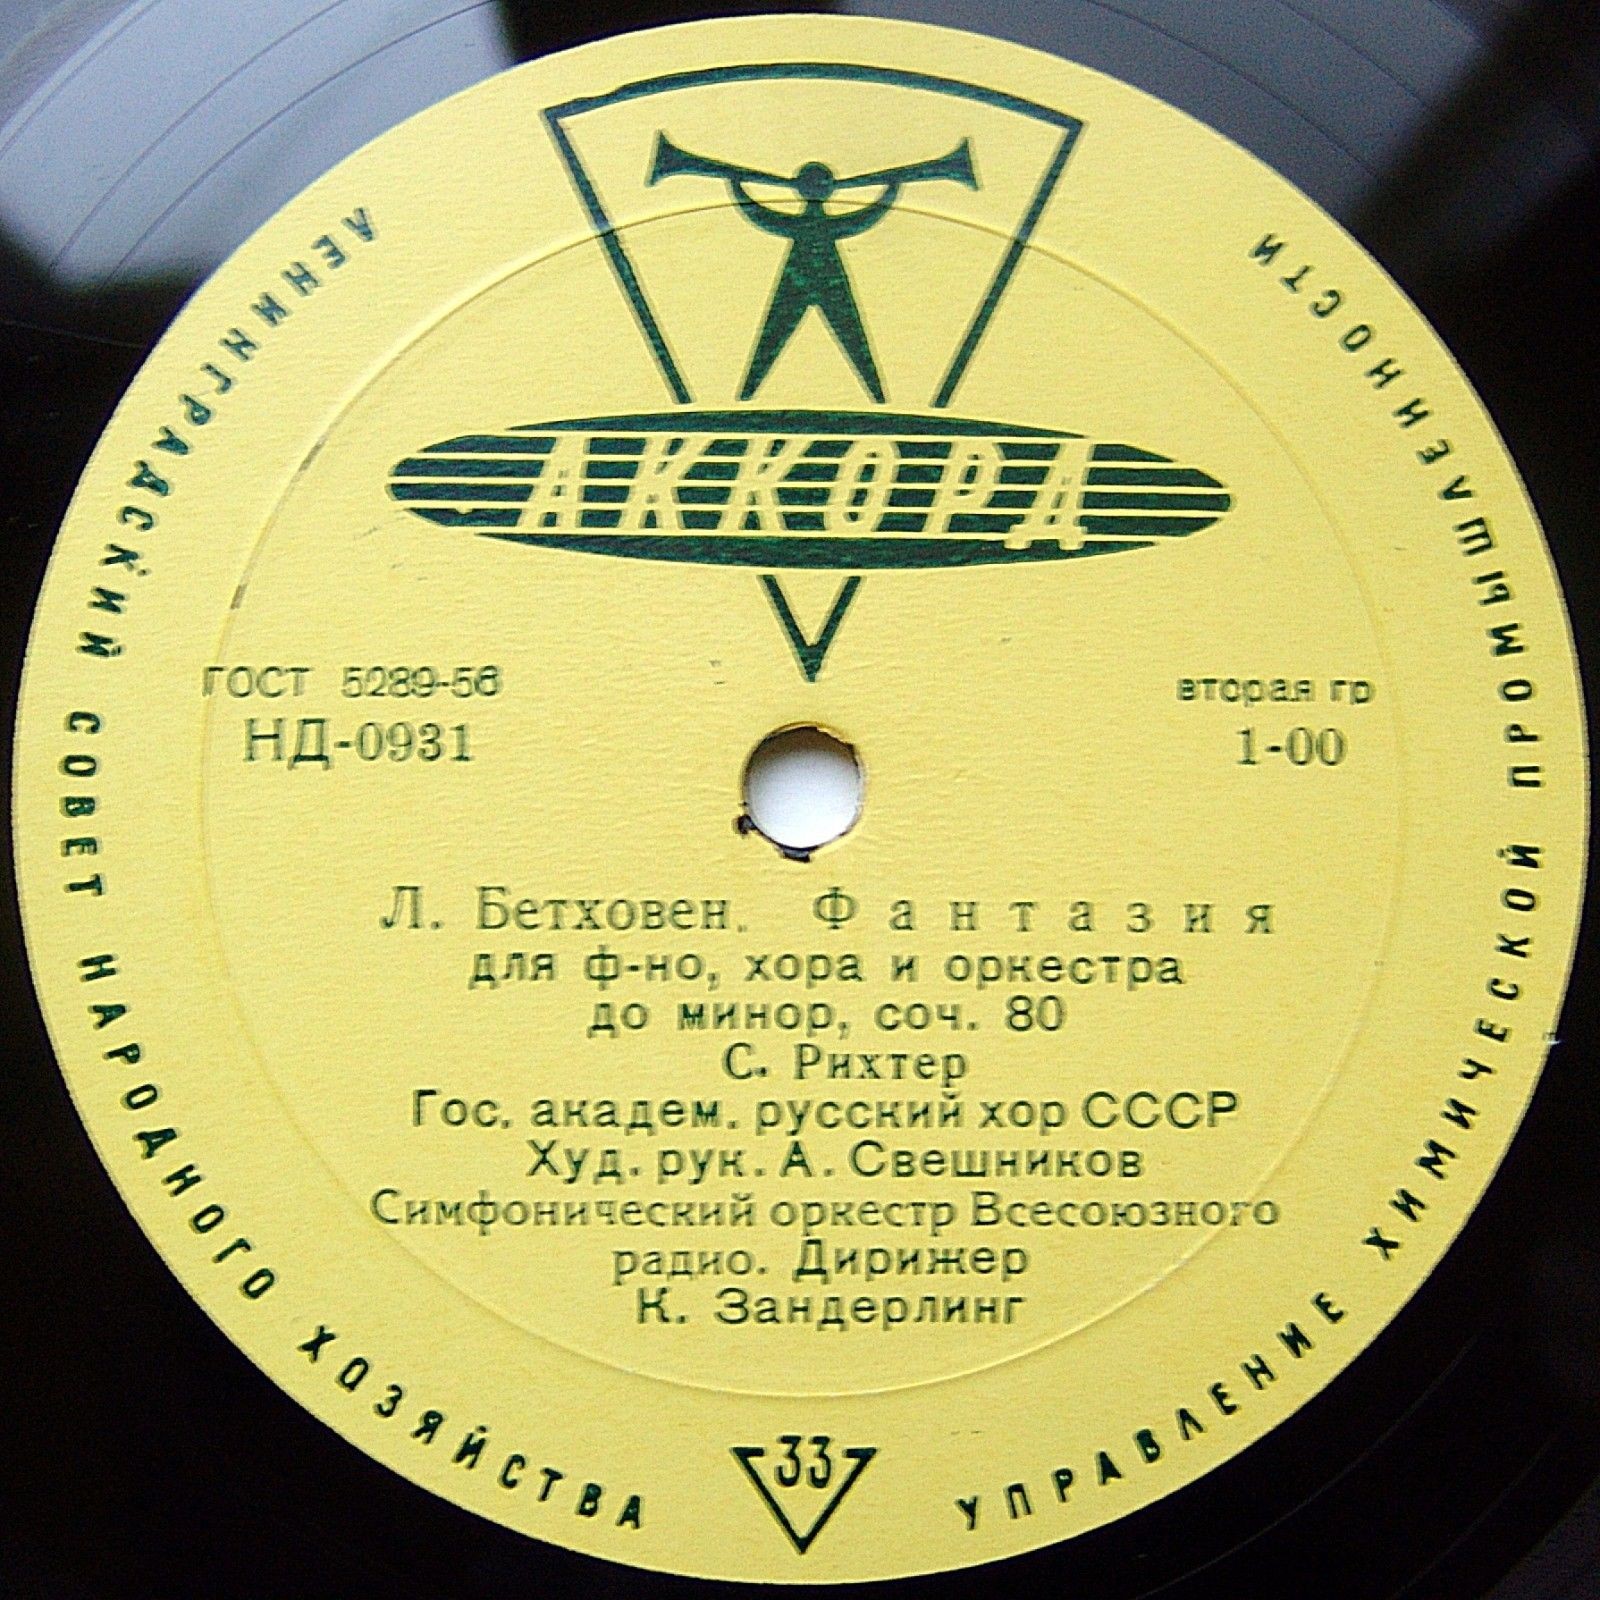 АККОРД
ГОСТ 5289-56
вторая гр
НД-0931
1-00
Л. Бетховен. Фантазия
для ф-но, хора и оркестра
до минор, соч. 80
С. Рихтер
Гос. академ. русский хор СССР
Худ. рук. А. Свешников
Симфонический оркестр Всесоюзного
радио. Дирижер
К. Зандерлинг
33
ЛЕНИНГРАДСКИЙ СОВЕТ НАРОДНОГО ХОЗЯЙСТВА
УПРАВЛЕНИЕ ХИМИЧЕСКОЙ ПРОМЫШЛЕННОСТИ